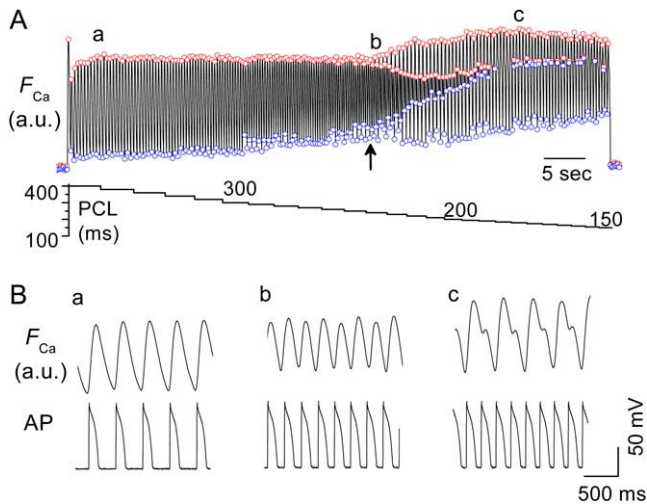 A
a
b
c
F Ca
(a.u.)
5 sec
400
300
200
150
PCL
100
(ms)
B
a
b
c
F Ca
(a.u.)
AP
50 mV
500 ms